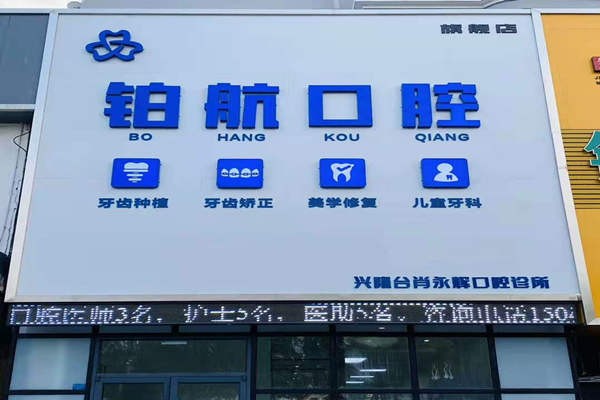 旗舰店
铂航口腔
BO HANG KOU QIANG
牙齿种植 牙齿矫正 美学修复 儿童牙科
兴隆台肖永辉口腔诊所
口腔医师3名，护士5名，医助5名、咨询电话1504